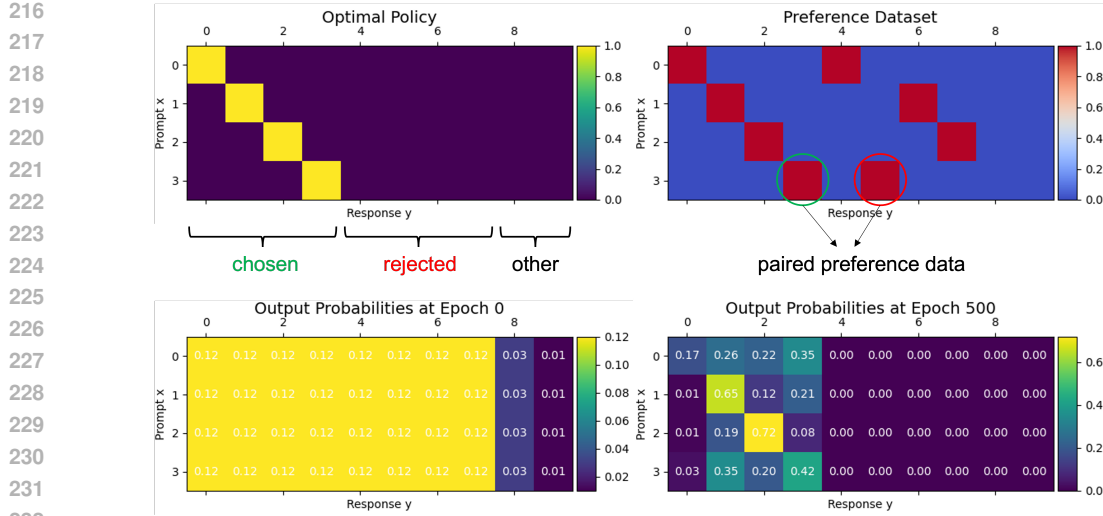 216
217
218
219
220
221
222
223
224
225
226
227
228
229
230
231
Optimal Policy
0 2 4 6 8
Prompt x
0
1
2
3
Response y
1.0
0.8
0.6
0.4
0.2
0.0
chosen rejected other
Preference Dataset
0 2 4 6 8
Prompt x
0
1
2
3
Response y
1.0
0.8
0.6
0.4
0.2
0.0
paired preference data
Output Probabilities at Epoch 0
0 2 4 6 8
Prompt x
0 0.12 0.12 0.12 0.12 0.12 0.12 0.12 0.12 0.03 0.01
1 0.12 0.12 0.12 0.12 0.12 0.12 0.12 0.12 0.03 0.01
2 0.12 0.12 0.12 0.12 0.12 0.12 0.12 0.12 0.03 0.01
3 0.12 0.12 0.12 0.12 0.12 0.12 0.12 0.12 0.03 0.01
Response y
0.12
0.10
0.08
0.06
0.04
0.02
Output Probabilities at Epoch 500
0 2 4 6 8
Prompt x
0 0.17 0.26 0.22 0.35 0.00 0.00 0.00 0.00 0.00 0.00
1 0.01 0.65 0.12 0.21 0.00 0.00 0.00 0.00 0.00 0.00
2 0.01 0.19 0.72 0.08 0.00 0.00 0.00 0.00 0.00 0.00
3 0.03 0.35 0.20 0.42 0.00 0.00 0.00 0.00 0.00 0.00
Response y
0.6
0.4
0.2
0.0